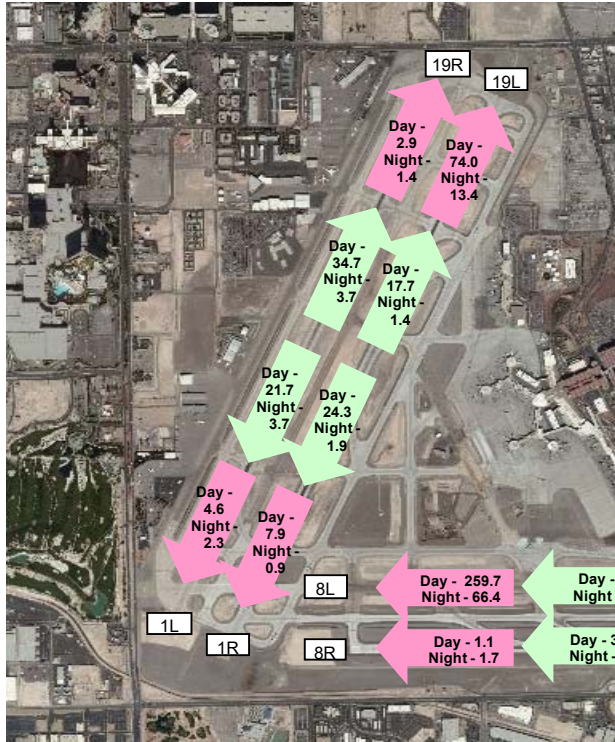 19R
19L
Day -
2.9
Night -
1.4
Day -
74.0
Night -
13.4
Day -
34.7
Night -
3.7
Day -
17.7
Night -
1.4
Day -
21.7
Night -
3.7
Day -
24.3
Night -
1.9
Day -
4.6
Night -
2.3
Day -
7.9
Night -
0.9
8L
Day - 259.7
Night - 66.4
Day -
Night
1L
1R
8R
Day - 1.1
Night - 1.7
Day - 3
Night -